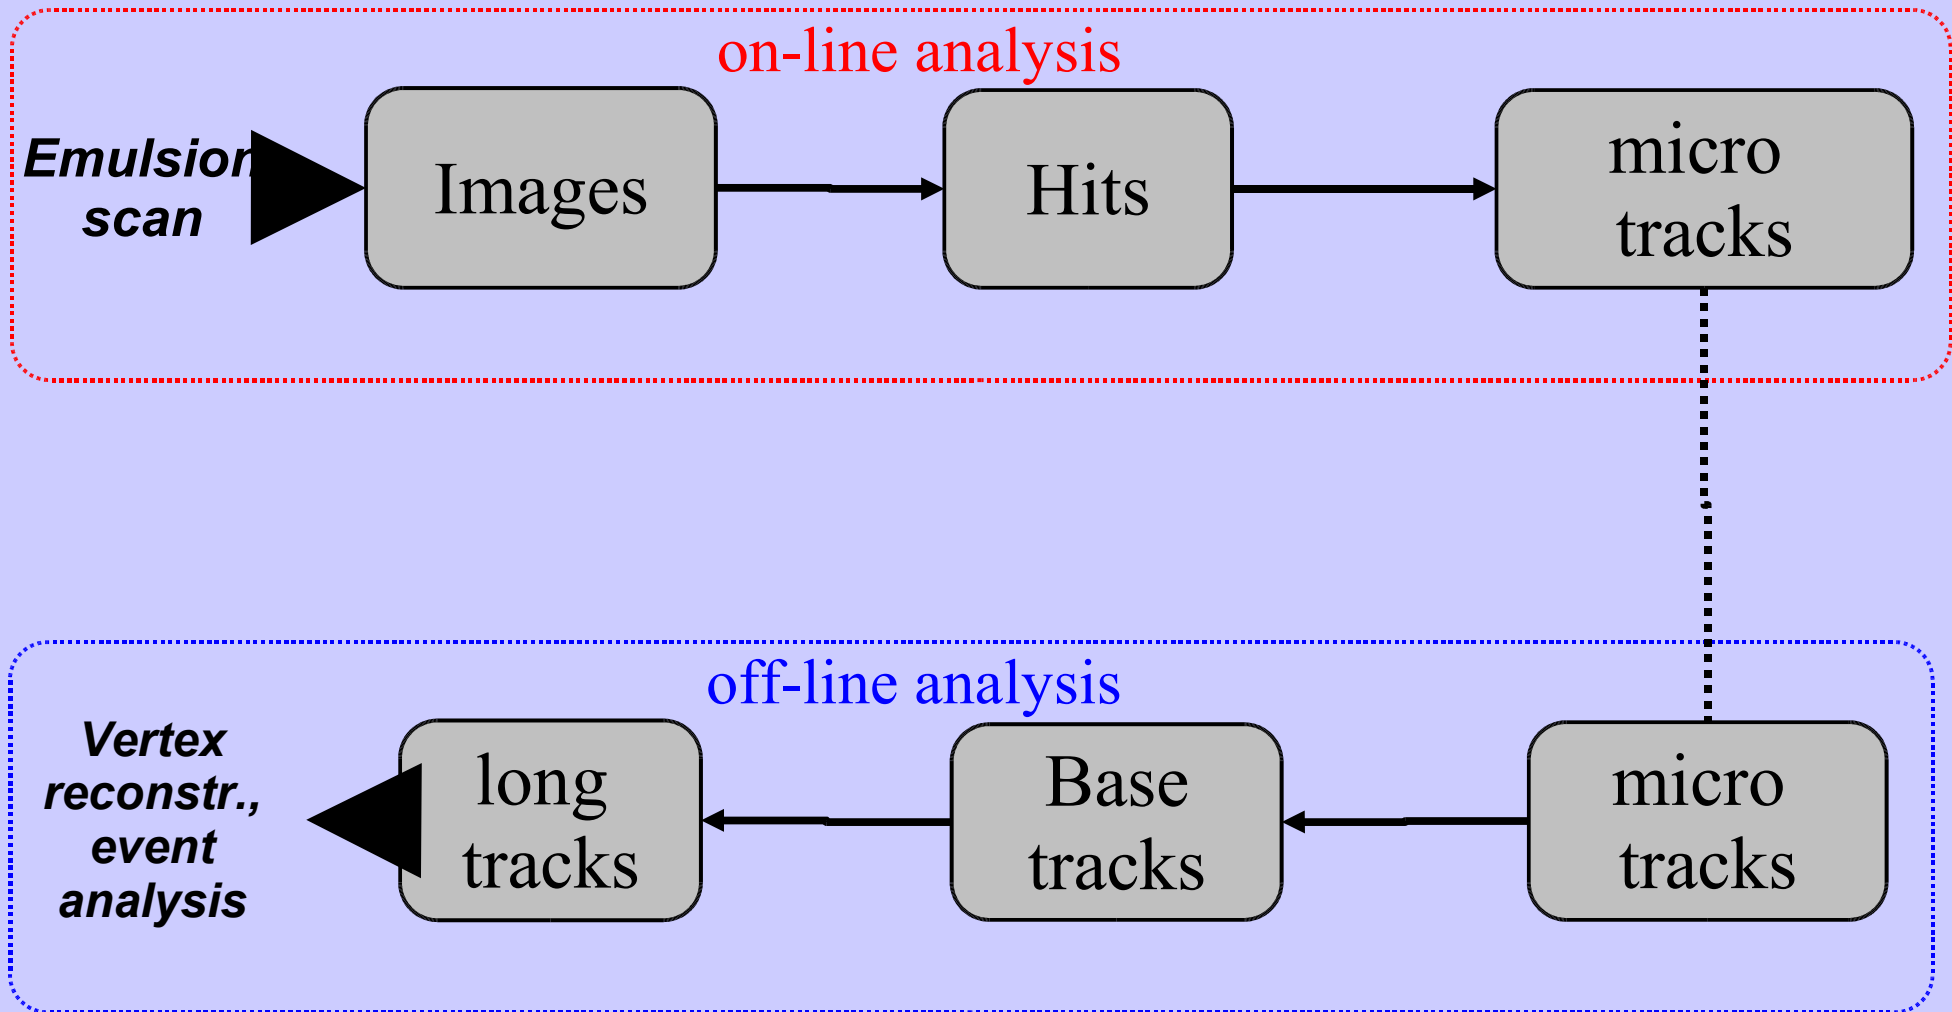 on-line analysis
Emulsion
scan
Images
Hits
micro
tracks
off-line analysis
Vertex
reconstr.,
event
analysis
long
tracks
Base
tracks
micro
tracks